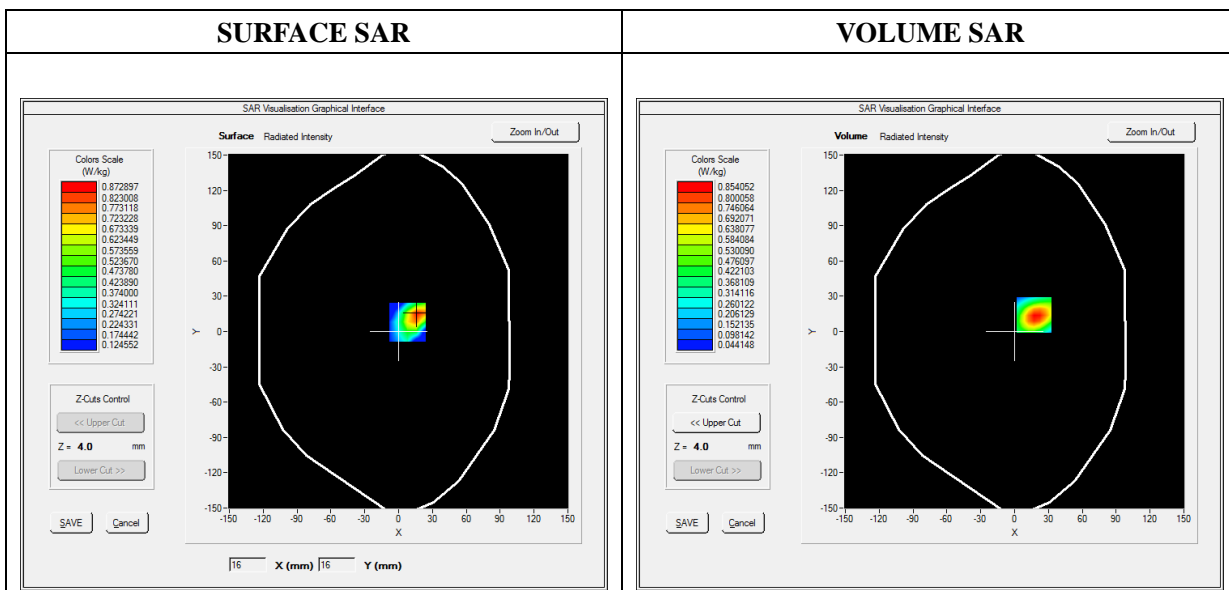 SURFACE SAR
VOLUME SAR
SAR Visualisation Graphical Interface
Surface Radiated Intensity
Zoom In/Out
Colors Scale
(W/kg)
0.872897
0.823008
0.773118
0.723228
0.673339
0.623449
0.573559
0.523670
0.473780
0.423890
0.374000
0.324111
0.274221
0.224331
0.174442
0.124552
Z-Cuts Control
<< Upper Cut
Z = 4.0 mm
Lower Cut >>
SAVE Cancel
150
120
90
60
30
0
-30
-60
-90
-120
-150
Y
-150 -120 -90 -60 -30 0 30 60 90 120 150
X
16 X (mm) 16 Y (mm)
SAR Visualisation Graphical Interface
Volume Radiated Intensity
Zoom In/Out
Colors Scale
(W/kg)
0.854052
0.800058
0.746064
0.692071
0.638077
0.584084
0.530090
0.476097
0.422103
0.368109
0.314116
0.260122
0.206129
0.152135
0.098142
0.044148
Z-Cuts Control
<< Upper Cut
Z = 4.0 mm
Lower Cut >>
SAVE Cancel
150
120
90
60
30
0
-30
-60
-90
-120
-150
Y
-150 -120 -90 -60 -30 0 30 60 90 120 150
X